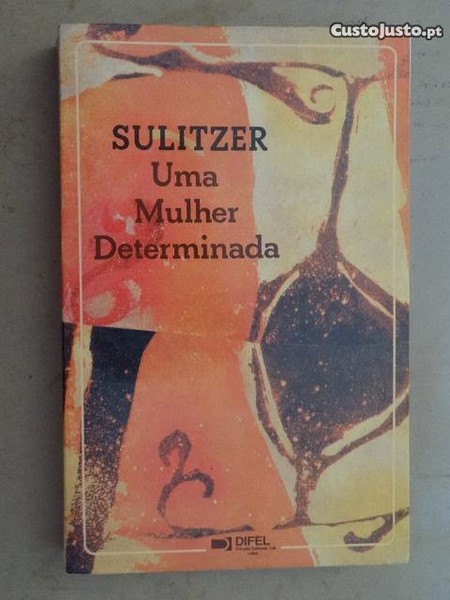 CustoJusto.pt
SULITZER
Uma
Mulher
Determinada
DIFEL